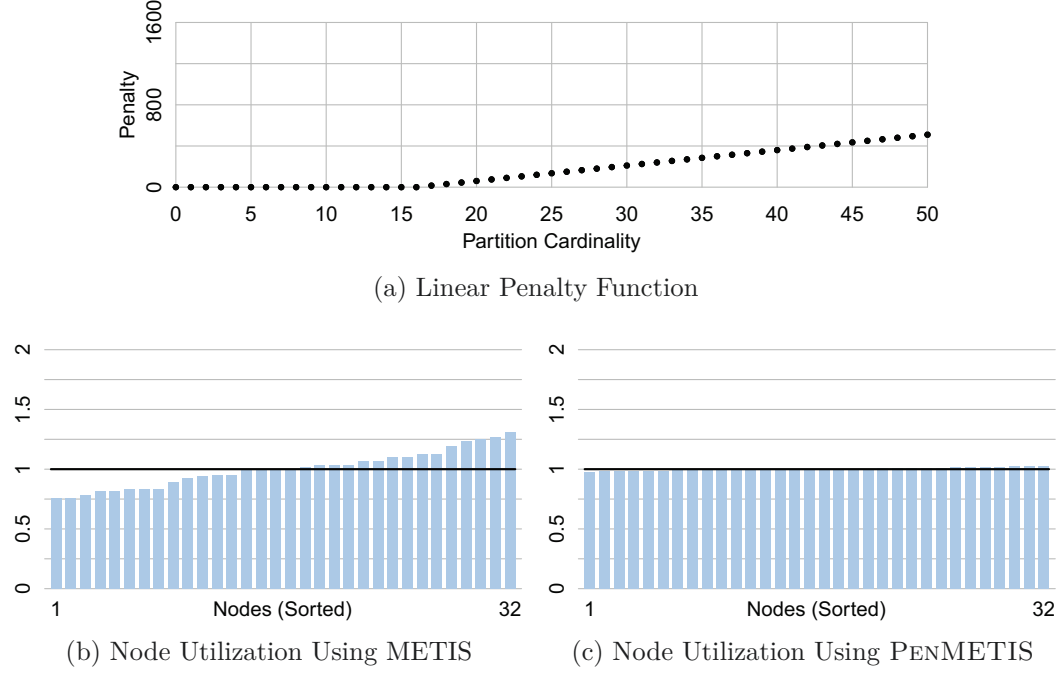 1600
800
0
Penalty
0 5 10 15 20 25 30 35 40 45 50
Partition Cardinality
(a) Linear Penalty Function
2
1.5
1
0.5
0
1 Nodes (Sorted) 32
(b) Node Utilization Using METIS
2
1.5
1
0.5
0
1 Nodes (Sorted) 32
(c) Node Utilization Using PENMETIS